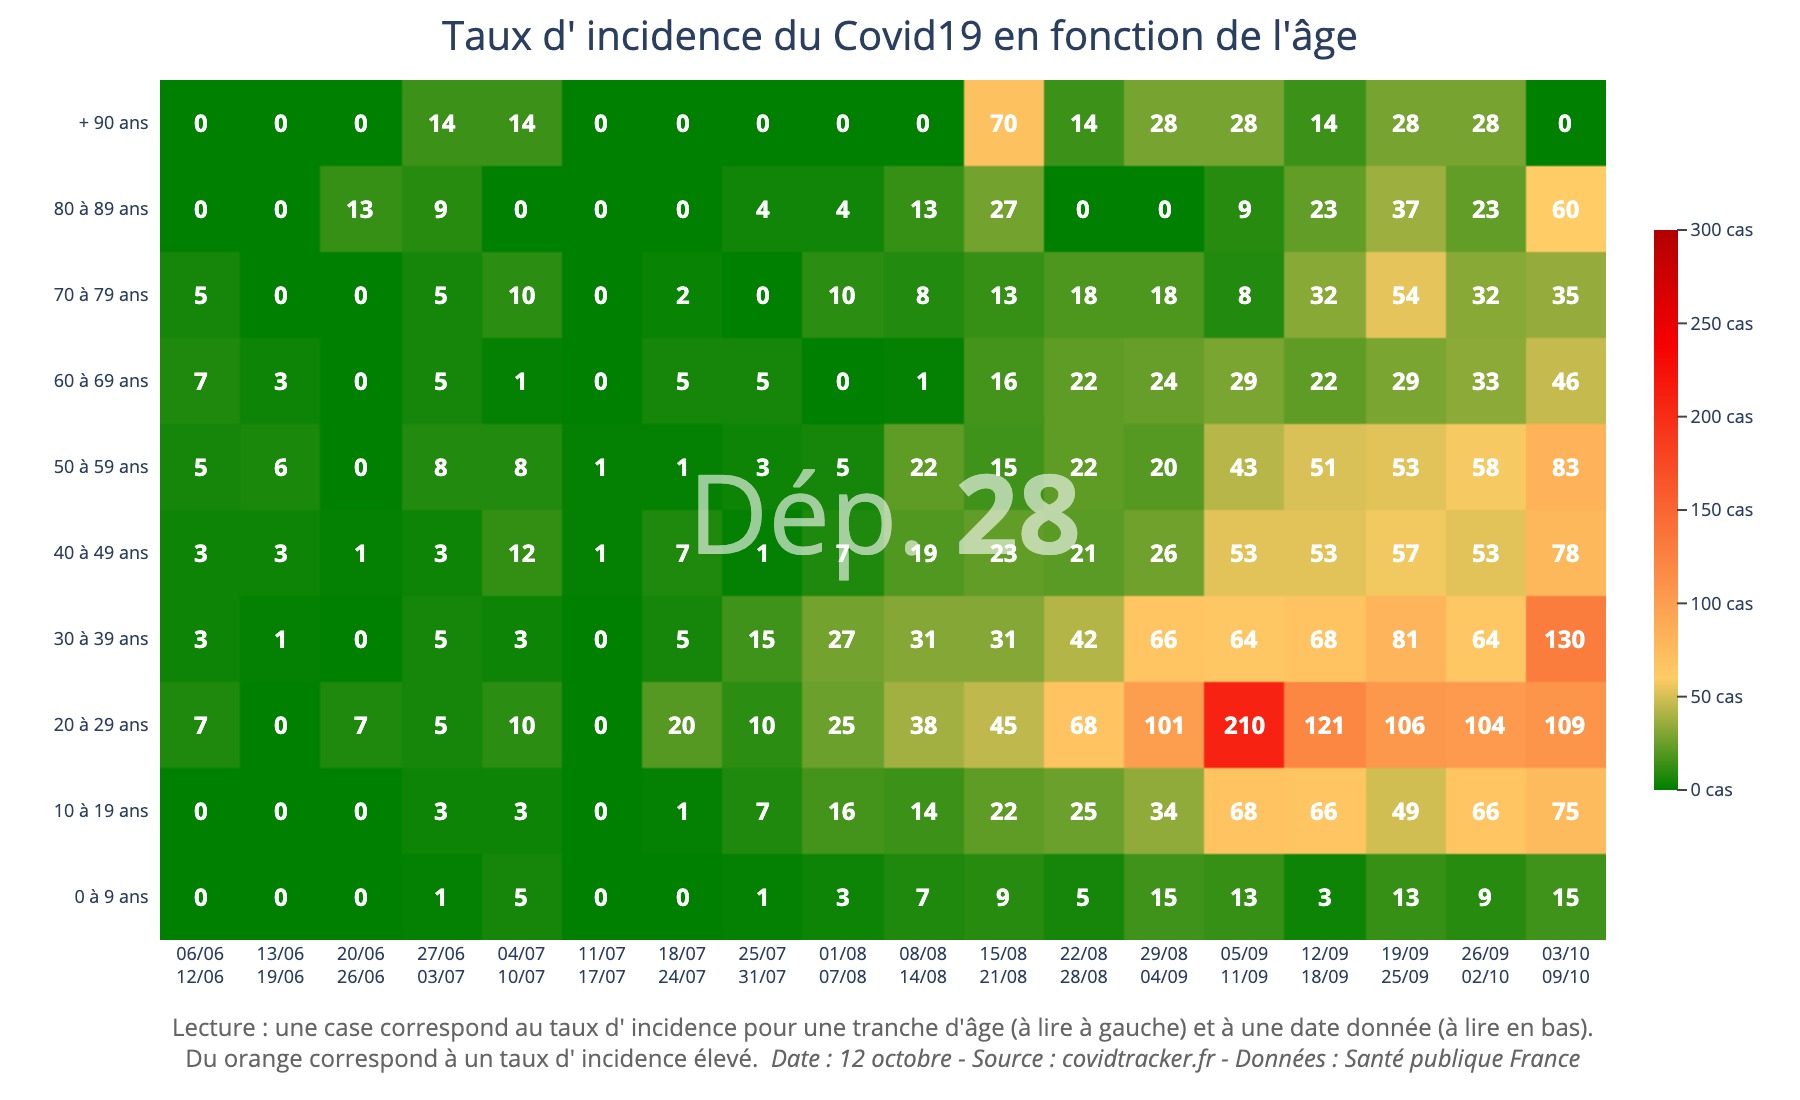 Taux d' incidence du Covid19 en fonction de l'âge
+ 90 ans 0 0 0 14 14 0 0 0 0 0 70 14 28 28 14 28 28 0
80 à 89 ans 0 0 13 9 0 0 0 4 4 13 27 0 0 9 23 37 23 60
70 à 79 ans 5 0 0 5 10 0 2 0 10 8 13 18 18 8 32 54 32 35
60 à 69 ans 7 3 0 5 1 0 5 5 0 1 16 22 24 29 22 29 33 46
50 à 59 ans 5 6 0 8 8 1 1 3 5 22 15 22 20 43 51 53 58 83
Dép. 28
40 à 49 ans 3 3 1 3 12 1 7 1 7 19 23 21 26 53 53 57 53 78
30 à 39 ans 3 1 0 5 3 0 5 15 27 31 31 42 66 64 68 81 64 130
20 à 29 ans 7 0 7 5 10 0 20 10 25 38 45 68 101 210 121 106 104 109
10 à 19 ans 0 0 0 3 3 0 1 7 16 14 22 25 34 68 66 49 66 75
0 à 9 ans 0 0 0 1 5 0 0 1 3 7 9 5 15 13 3 13 9 15
06/06 13/06 20/06 27/06 04/07 11/07 18/07 25/07 01/08 08/08 15/08 22/08 29/08 05/09 12/09 19/09 26/09 03/10
12/06 19/06 26/06 03/07 10/07 17/07 24/07 31/07 07/08 14/08 21/08 28/08 04/09 11/09 18/09 25/09 02/10 09/10
300 cas
250 cas
200 cas
150 cas
100 cas
50 cas
0 cas
Lecture : une case correspond au taux d' incidence pour une tranche d'âge (à lire à gauche) et à une date donnée (à lire en bas).
Du orange correspond à un taux d' incidence élevé. Date : 12 octobre - Source : covidtracker.fr - Données : Santé publique France